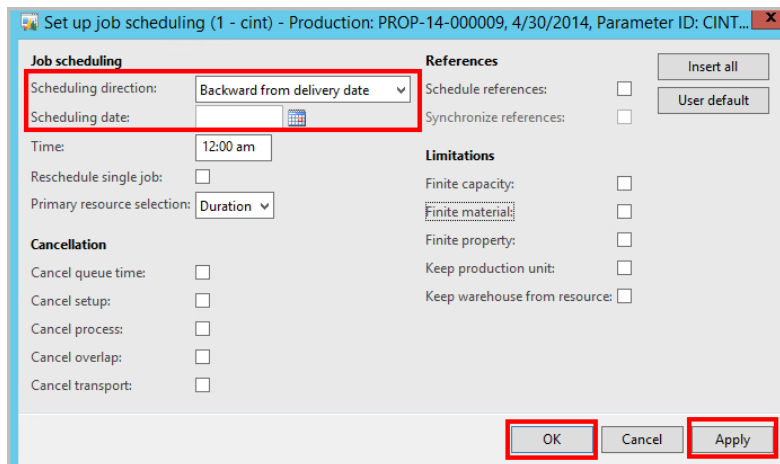 Set up job scheduling (1 - cint) - Production: PROP-14-000009, 4/30/2014, Parameter ID: CINT... x
Job scheduling
Scheduling direction: Backward from delivery date
Scheduling date:
Time: 12:00 am
Reschedule single job:
Primary resource selection: Duration
Cancellation
Cancel queue time:
Cancel setup:
Cancel process:
Cancel overlap:
Cancel transport:
References
Schedule references:
Synchronize references:
Limitations
Finite capacity:
Finite material:
Finite property:
Keep production unit:
Keep warehouse from resource:
Insert all
User default
OK Cancel Apply